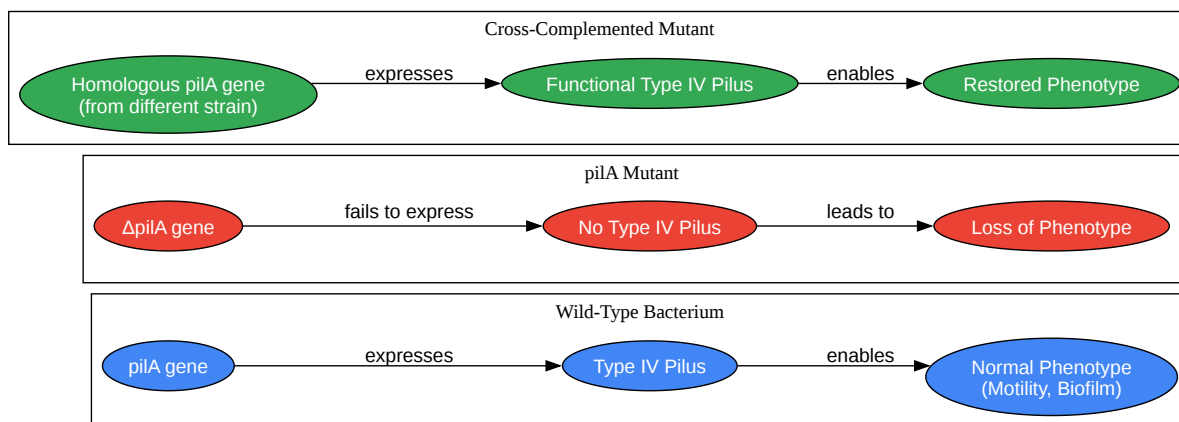 Cross-Complemented Mutant
Homologous pilA gene
(from different strain)
expresses
Functional Type IV Pilus
enables
Restored Phenotype
pilA Mutant
ΔpilA gene
fails to express
No Type IV Pilus
leads to
Loss of Phenotype
Wild-Type Bacterium
pilA gene
expresses
Type IV Pilus
enables
Normal Phenotype
(Motility, Biofilm)